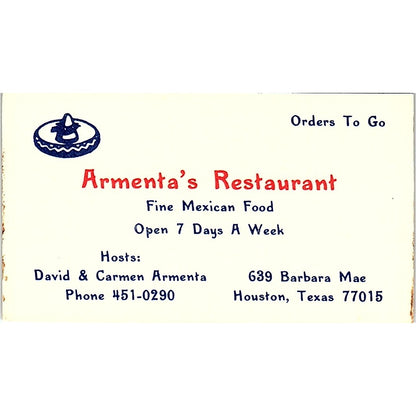 Orders To Go
Armenta's Restaurant
Fine Mexican Food
Open 7 Days A Week
Hosts:
David & Carmen Armenta
Phone 451-0290
639 Barbara Mae
Houston, Texas 77015